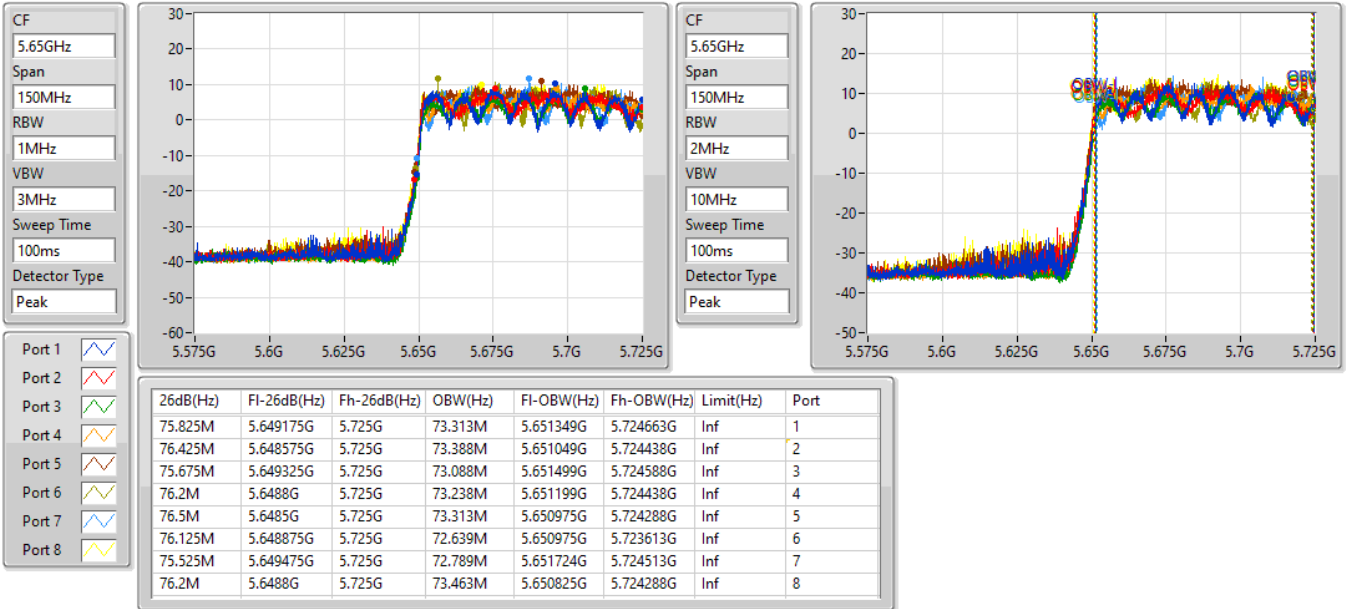 CF
5.65GHz
Span
150MHz
RBW
1MHz
VBW
3MHz
Sweep Time
100ms
Detector Type
Peak
30
20
10
0
-10
-20
-30
-40
-50
-60
5.575G 5.6G 5.625G 5.65G 5.675G 5.7G 5.725G
CF
5.65GHz
Span
150MHz
RBW
2MHz
VBW
10MHz
Sweep Time
100ms
Detector Type
Peak
30
20
10
0
-10
-20
-30
-40
-50
5.575G 5.6G 5.625G 5.65G 5.675G 5.7G 5.725G
Port 1
Port 2
Port 3
Port 4
Port 5
Port 6
Port 7
Port 8
26dB(Hz) Fl-26dB(Hz) Fh-26dB(Hz) OBW(Hz) Fl-OBW(Hz) Fh-OBW(Hz) Limit(Hz) Port
75.825M 5.649175G 5.725G 73.313M 5.651349G 5.724663G Inf 1
76.425M 5.648575G 5.725G 73.388M 5.651049G 5.724438G Inf 2
75.675M 5.649325G 5.725G 73.088M 5.651499G 5.724588G Inf 3
76.2M 5.6488G 5.725G 73.238M 5.651199G 5.724438G Inf 4
76.5M 5.6485G 5.725G 73.313M 5.650975G 5.724288G Inf 5
76.125M 5.648875G 5.725G 72.639M 5.650975G 5.723613G Inf 6
75.525M 5.649475G 5.725G 72.789M 5.651724G 5.724513G Inf 7
76.2M 5.6488G 5.725G 73.463M 5.650825G 5.724288G Inf 8